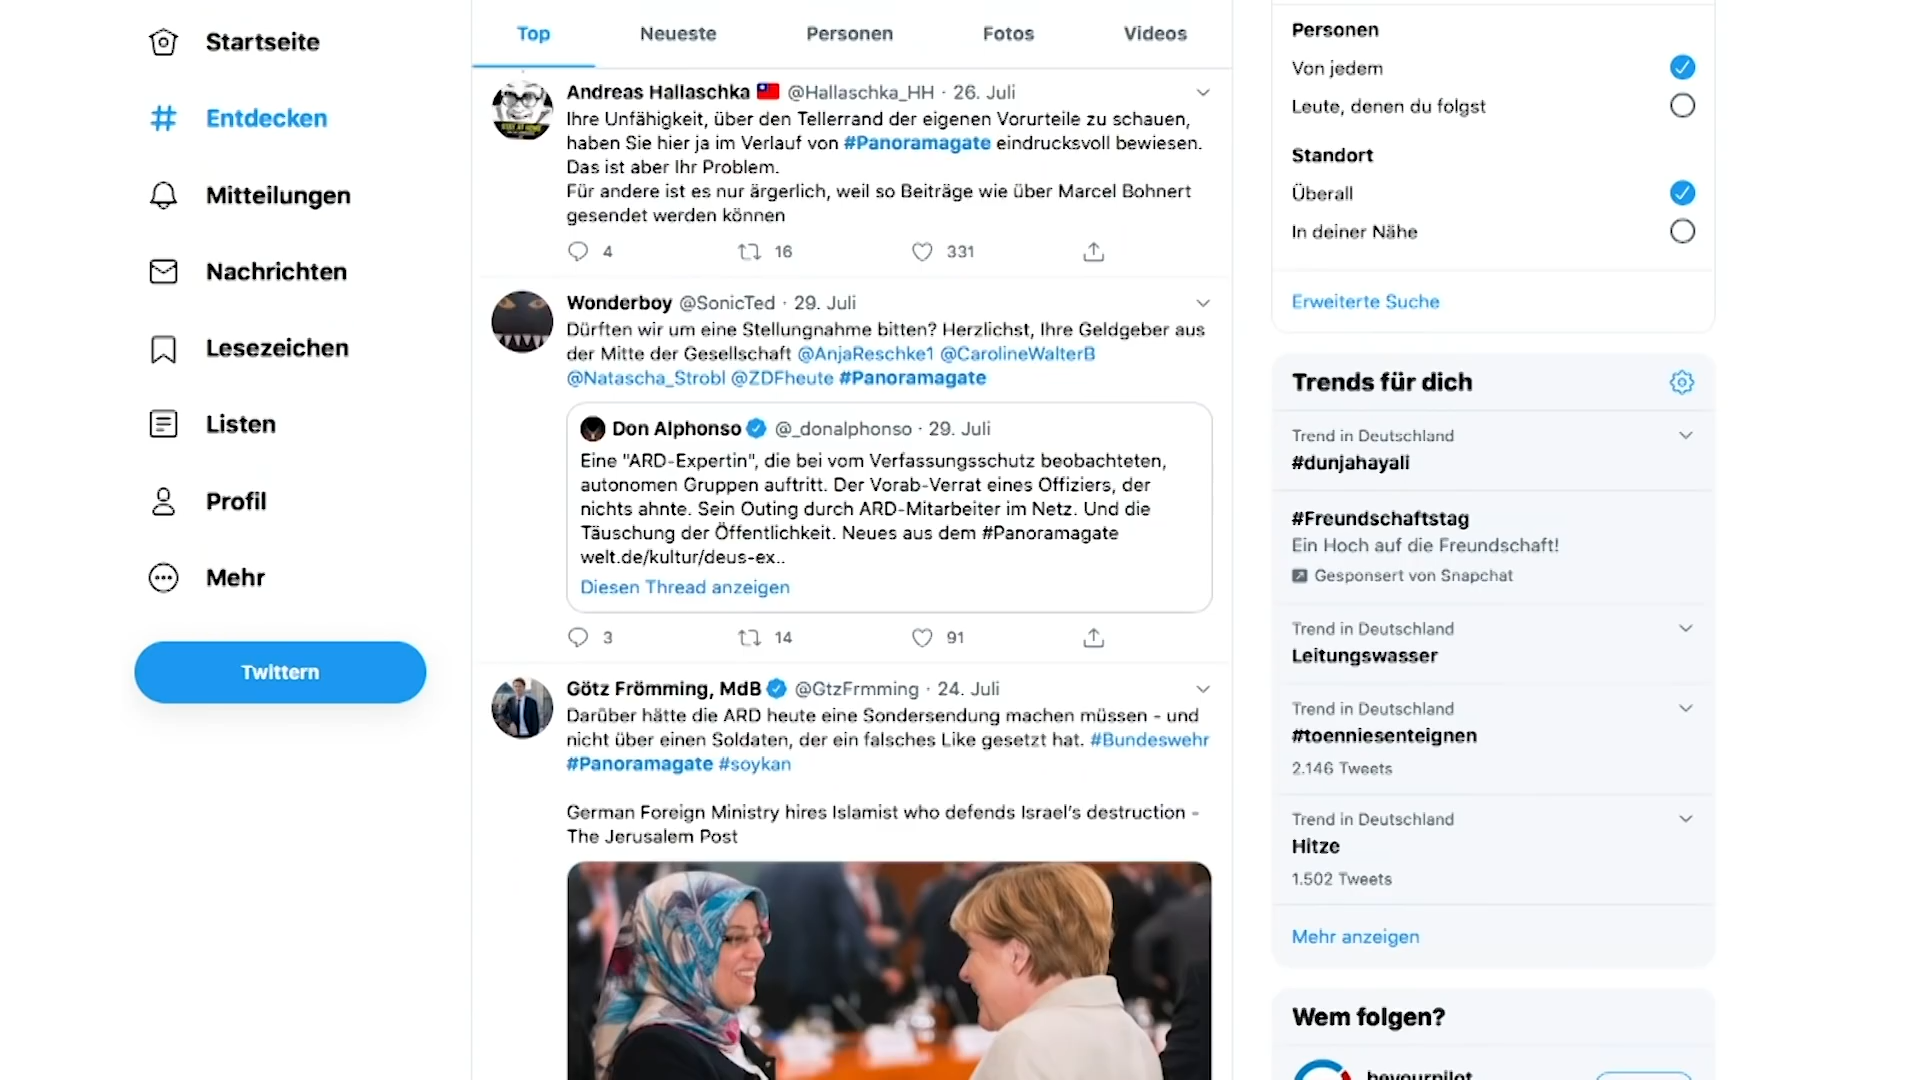 Startseite
Entdecken
Mitteilungen
Nachrichten
Lesezeichen
Listen
Profil
Mehr
Twittern
Top Neueste Personen Fotos Videos
Andreas Hallaschka @Hallaschka_HH · 26. Juli
Ihre Unfähigkeit, über den Tellerrand der eigenen Vorurteile zu schauen,
haben Sie hier ja im Verlauf von #Panoramagate eindrucksvoll bewiesen.
Das ist aber Ihr Problem.
Für andere ist es nur ärgerlich, weil so Beiträge wie über Marcel Bohnert
gesendet werden können
4 16 331
Wonderboy @SonicTed · 29. Juli
Dürften wir um eine Stellungnahme bitten? Herzlichst, Ihre Geldgeber aus
der Mitte der Gesellschaft @AnjaReschke1 @CarolineWalterB
@Natascha_Strobl @ZDFheute #Panoramagate
Don Alphonso @_donalphonso · 29. Juli
Eine "ARD-Expertin", die bei vom Verfassungsschutz beobachteten,
autonomen Gruppen auftritt. Der Vorab-Verrat eines Offiziers, der
nichts ahnte. Sein Outing durch ARD-Mitarbeiter im Netz. Und die
Täuschung der Öffentlichkeit. Neues aus dem #Panoramagate
welt.de/kultur/deus-ex..
Diesen Thread anzeigen
3 14 91
Götz Frömming, MdB @GtzFrmming · 24. Juli
Darüber hätte die ARD heute eine Sondersendung machen müssen - und
nicht über einen Soldaten, der ein falsches Like gesetzt hat. #Bundeswehr
#Panoramagate #soykan
German Foreign Ministry hires Islamist who defends Israel’s destruction -
The Jerusalem Post
Personen
Von jedem
Leute, denen du folgst
Standort
Überall
In deiner Nähe
Erweiterte Suche
Trends für dich
Trend in Deutschland
#dunjahayali
#Freundschaftstag
Ein Hoch auf die Freundschaft!
Gesponsert von Snapchat
Trend in Deutschland
Leitungswasser
Trend in Deutschland
#toenniesenteignen
2.146 Tweets
Trend in Deutschland
Hitze
1.502 Tweets
Mehr anzeigen
Wem folgen?
beyourpilot